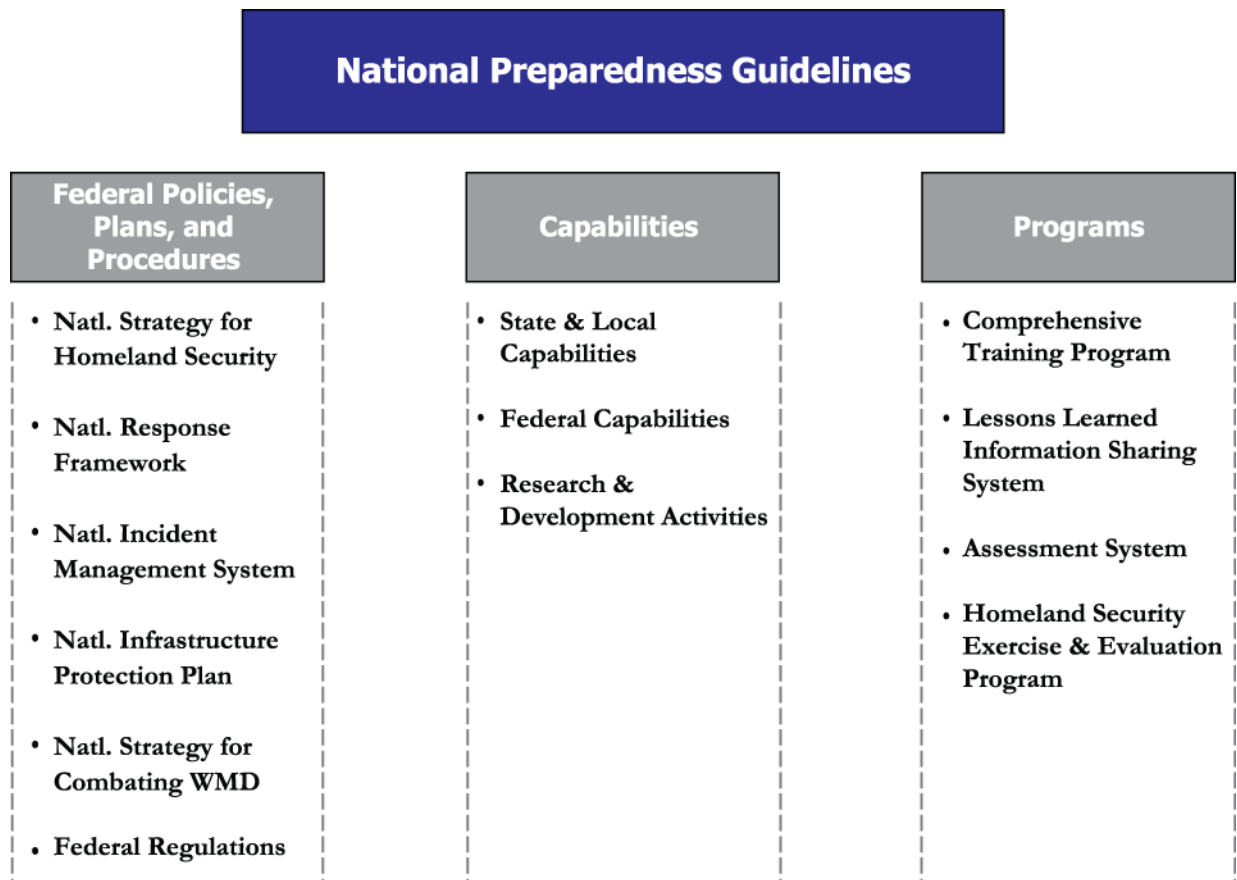 National Preparedness Guidelines
Federal Policies,
Plans, and
Procedures
• Natl. Strategy for
Homeland Security
• Natl. Response
Framework
• Natl. Incident
Management System
• Natl. Infrastructure
Protection Plan
• Natl. Strategy for
Combating WMD
• Federal Regulations
Capabilities
• State & Local
Capabilities
• Federal Capabilities
• Research &
Development Activities
Programs
• Comprehensive
Training Program
• Lessons Learned
Information Sharing
System
• Assessment System
• Homeland Security
Exercise & Evaluation
Program